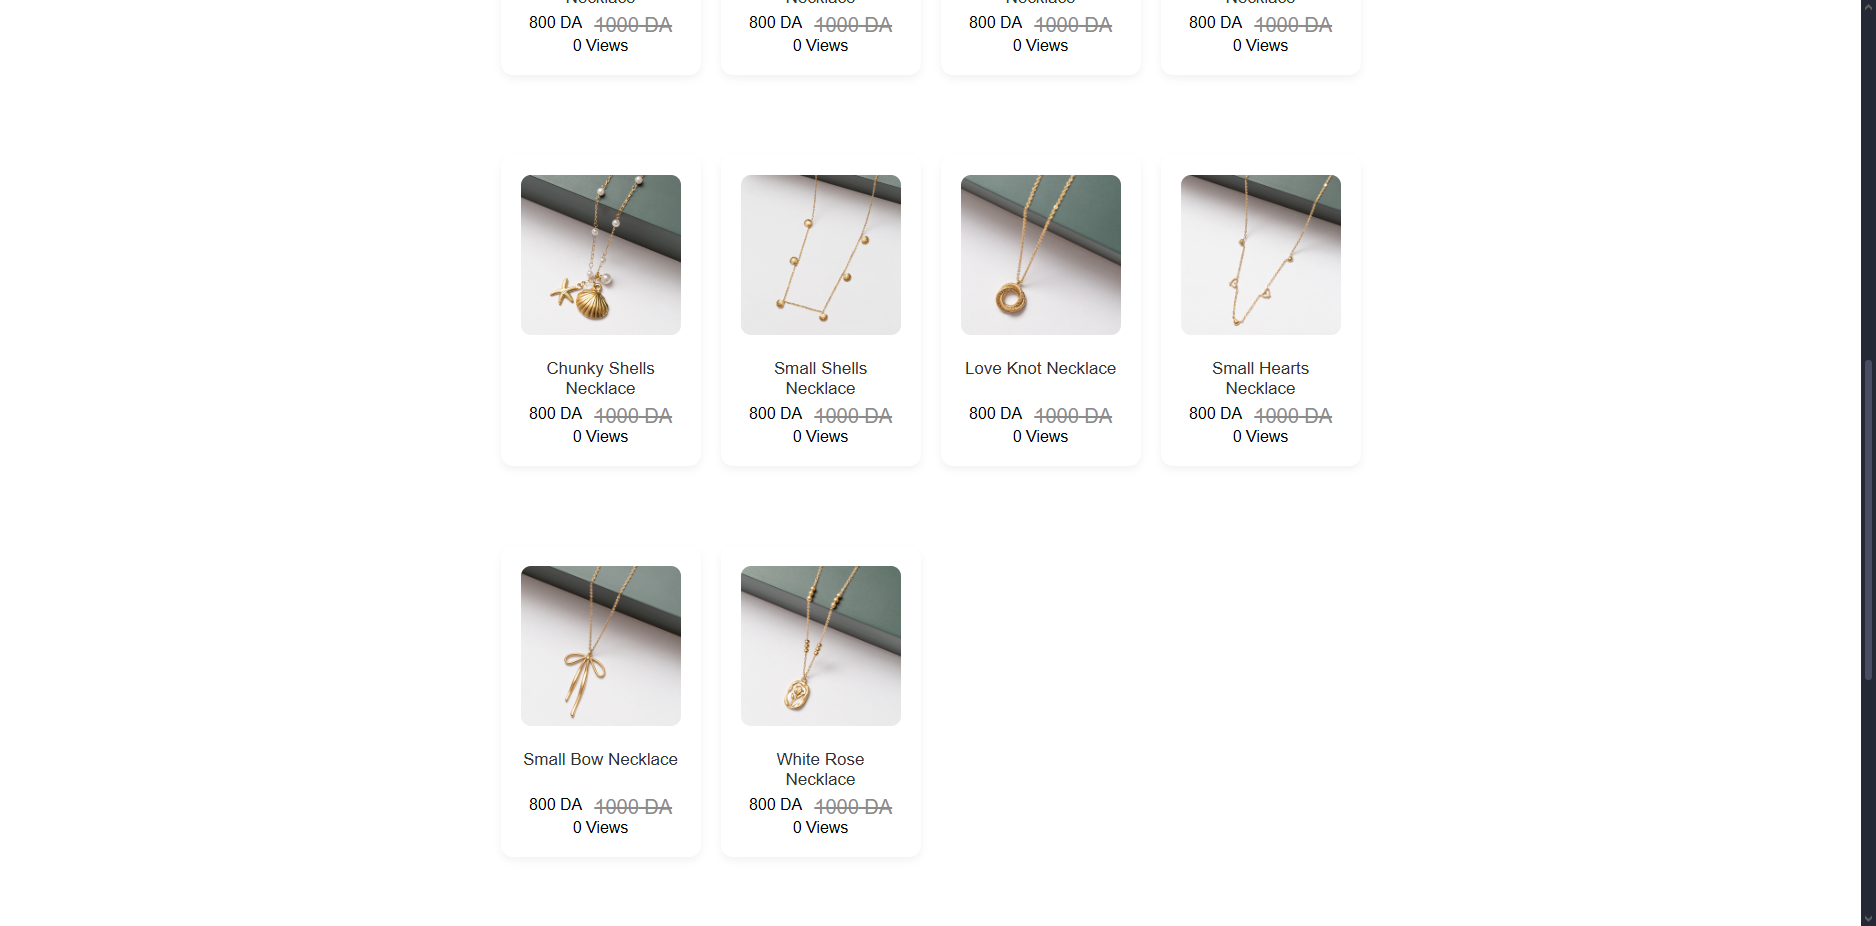 Necklace Necklace Necklace Necklace
800 DA 1000 DA 800 DA 1000 DA 800 DA 1000 DA 800 DA 1000 DA
0 Views 0 Views 0 Views 0 Views
Chunky Shells
Necklace
800 DA 1000 DA
0 Views
Small Shells
Necklace
800 DA 1000 DA
0 Views
Love Knot Necklace
800 DA 1000 DA
0 Views
Small Hearts
Necklace
800 DA 1000 DA
0 Views
Small Bow Necklace
800 DA 1000 DA
0 Views
White Rose
Necklace
800 DA 1000 DA
0 Views